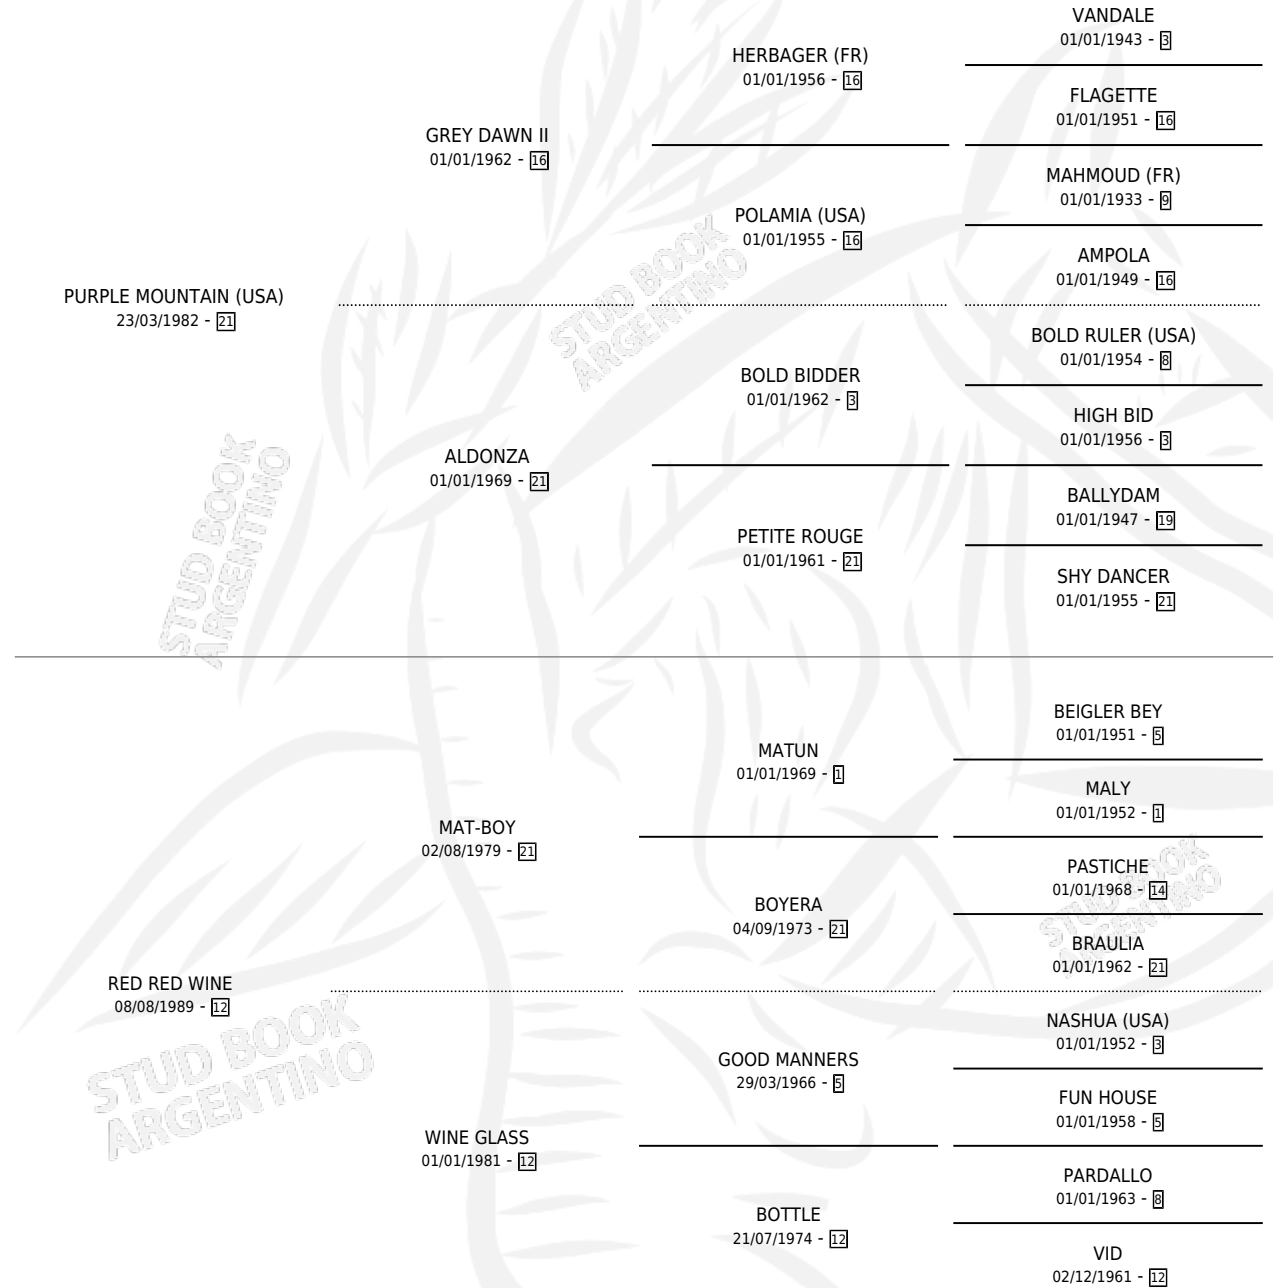 VANDALE
01/01/1943 - 3
HERBAGER (FR)
01/01/1956 - 16
FLAGETTE
01/01/1951 - 16
GREY DAWN II
01/01/1962 - 16
MAHMOUD (FR)
01/01/1933 - 9
POLAMIA (USA)
01/01/1955 - 16
AMPOLA
01/01/1949 - 16
PURPLE MOUNTAIN (USA)
23/03/1982 - 21
STUD BOOK
ARGENTINO
BOLD RULER (USA)
01/01/1954 - 8
BOLD BIDDER
01/01/1962 - 3
HIGH BID
01/01/1956 - 3
ALDONZA
01/01/1969 - 21
BALLYDAM
01/01/1947 - 19
PETITE ROUGE
01/01/1961 - 21
SHY DANCER
01/01/1955 - 21
STUD BOOK
ARGENTINO
BEIGLER BEY
01/01/1951 - 5
MATUN
01/01/1969 - 1
MALY
01/01/1952 - 1
MAT-BOY
02/08/1979 - 21
PASTICHE
01/01/1968 - 14
BOYERA
04/09/1973 - 21
BRAULIA
01/01/1962 - 21
STUD BOOK
ARGENTINO
RED RED WINE
08/08/1989 - 12
STUD BOOK
ARGENTINO
NASHUA (USA)
01/01/1952 - 3
GOOD MANNERS
29/03/1966 - 5
FUN HOUSE
01/01/1958 - 5
WINE GLASS
01/01/1981 - 12
PARDALLO
01/01/1963 - 8
BOTTLE
21/07/1974 - 12
VID
02/12/1961 - 12